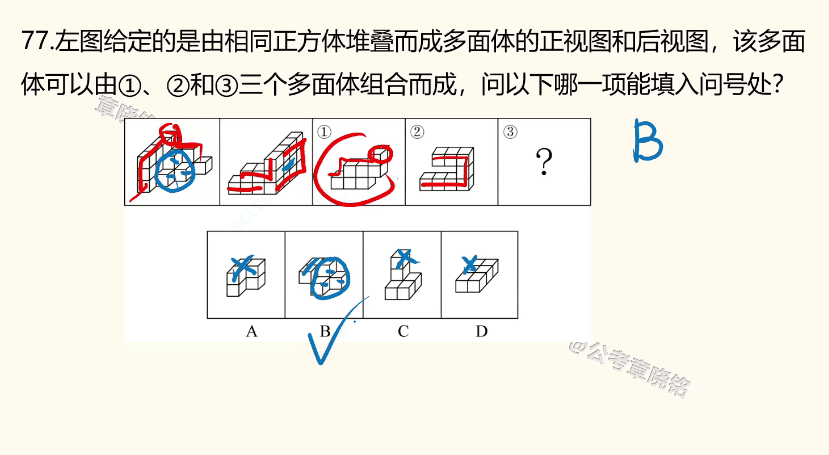 77.左图给定的是由相同正方体堆叠而成多面体的正视图和后视图，该多面
体可以由①、②和③三个多面体组合而成，问以下哪一项能填入问号处？
章晓铭
① ② ③
？
B
A B C D
@公考章晓铭